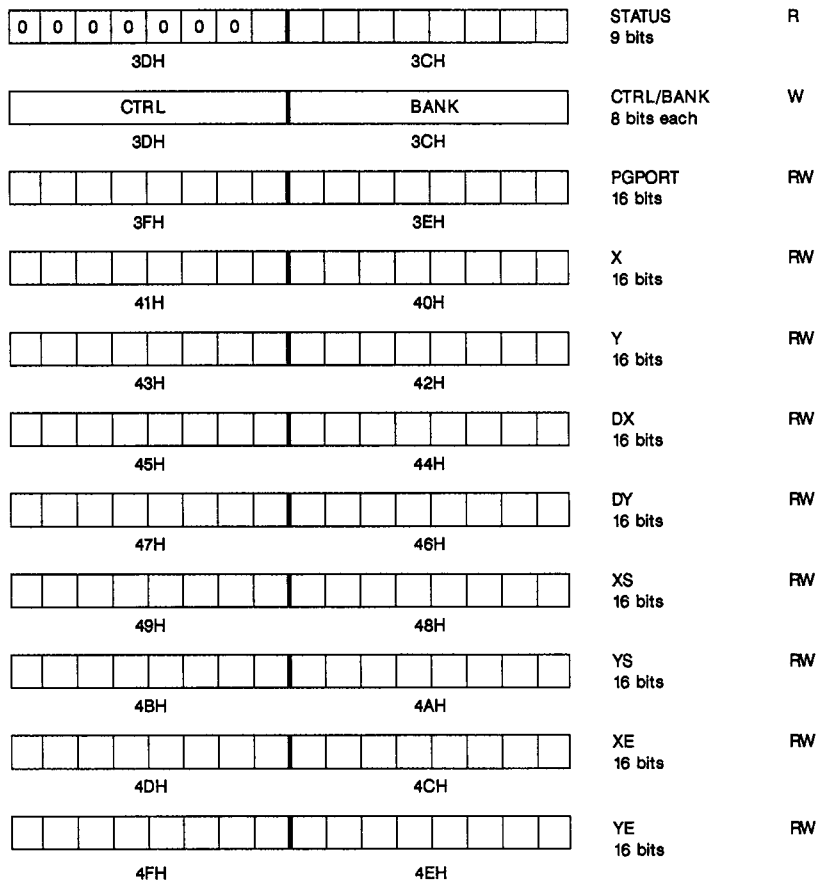 0 0 0 0 0 0 0 STATUS R
9 bits
3DH 3CH
CTRL BANK CTRL/BANK W
8 bits each
3DH 3CH
PGPORT RW
16 bits
3FH 3EH
X RW
16 bits
41H 40H
Y RW
16 bits
43H 42H
DX RW
16 bits
45H 44H
DY RW
16 bits
47H 46H
XS RW
16 bits
49H 48H
YS RW
16 bits
4BH 4AH
XE RW
16 bits
4DH 4CH
YE RW
16 bits
4FH 4EH